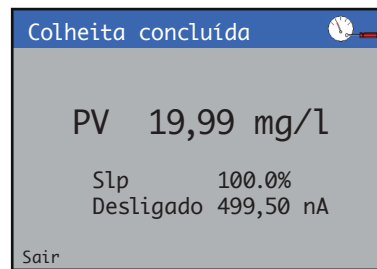 Colheita concluída
PV 19,99 mg/l
Slp 100.0%
Desligado 499,50 nA
Sair